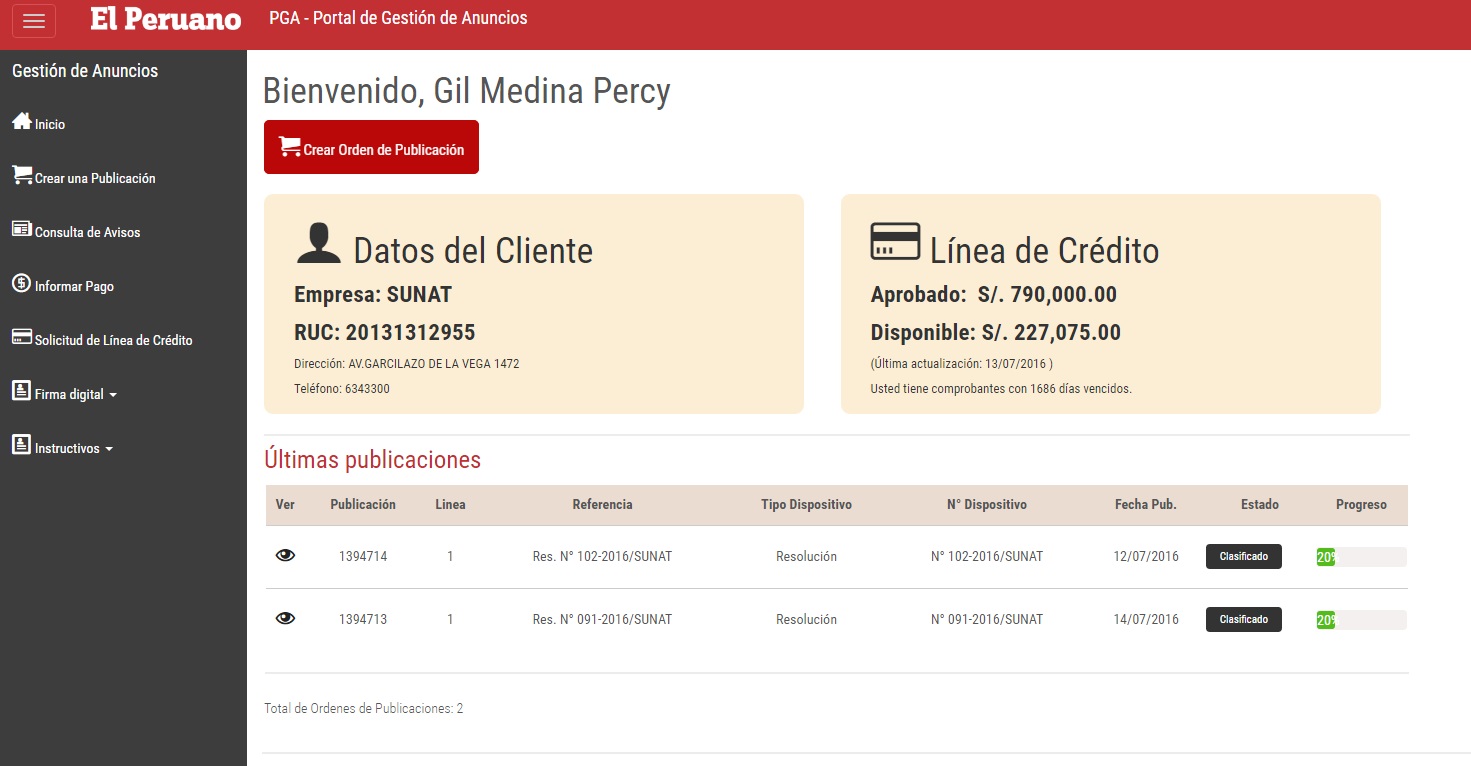 El Peruano PGA - Portal de Gestión de Anuncios
Gestión de Anuncios
Inicio
Crear una Publicación
Consulta de Avisos
Informar Pago
Solicitud de Línea de Crédito
Firma digital
Instructivos
Bienvenido, Gil Medina Percy
Crear Orden de Publicación
Datos del Cliente
Empresa: SUNAT
RUC: 20131312955
Dirección: AV.GARCILAZO DE LA VEGA 1472
Teléfono: 6343300
Línea de Crédito
Aprobado: S/. 790,000.00
Disponible: S/. 227,075.00
(Última actualización: 13/07/2016 )
Usted tiene comprobantes con 1686 días vencidos.
Últimas publicaciones
Ver Publicación Linea Referencia Tipo Dispositivo N° Dispositivo Fecha Pub. Estado Progreso
1394714 1 Res. N° 102-2016/SUNAT Resolución N° 102-2016/SUNAT 12/07/2016 Clasificado 20%
1394713 1 Res. N° 091-2016/SUNAT Resolución N° 091-2016/SUNAT 14/07/2016 Clasificado 20%
Total de Ordenes de Publicaciones: 2